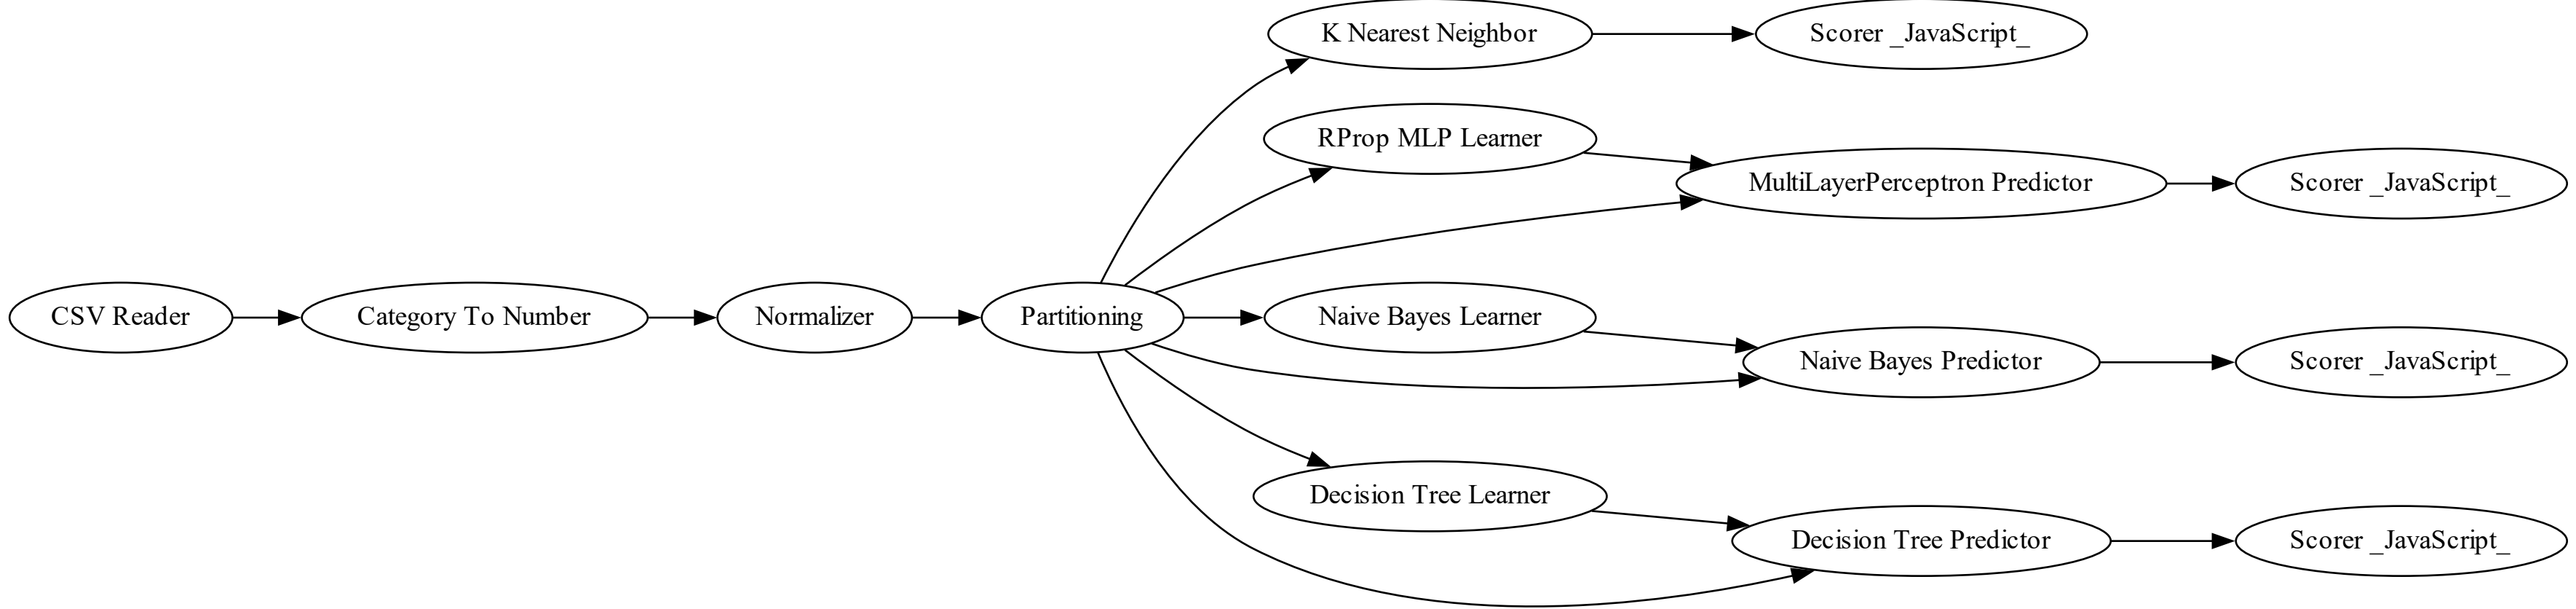 K Nearest Neighbor
Scorer _JavaScript_
RProp MLP Learner
MultiLayerPerceptron Predictor
Scorer _JavaScript_
CSV Reader
Category To Number
Normalizer
Partitioning
Naive Bayes Learner
Naive Bayes Predictor
Scorer _JavaScript_
Decision Tree Learner
Decision Tree Predictor
Scorer _JavaScript_